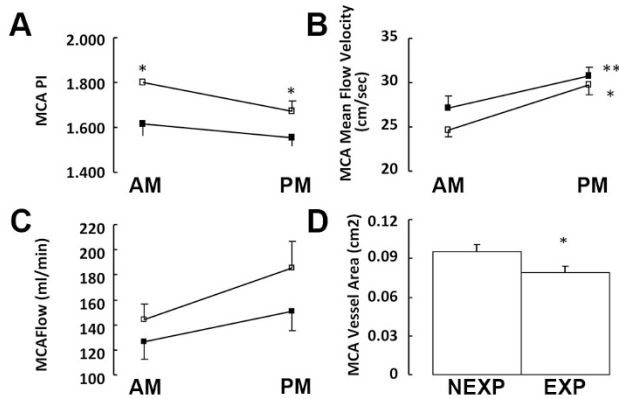 A
MCA PI
2.000
1.800
1.600
1.400
*
*
AM
PM
B
MCA Mean Flow Velocity
(cm/sec)
35
30
25
20
**
*
AM
PM
C
MCAFlow (ml/min)
220
200
180
160
140
120
100
AM
PM
D
MCA Vessel Area (cm2)
0.12
0.09
0.06
0.03
0
*
NEXP
EXP